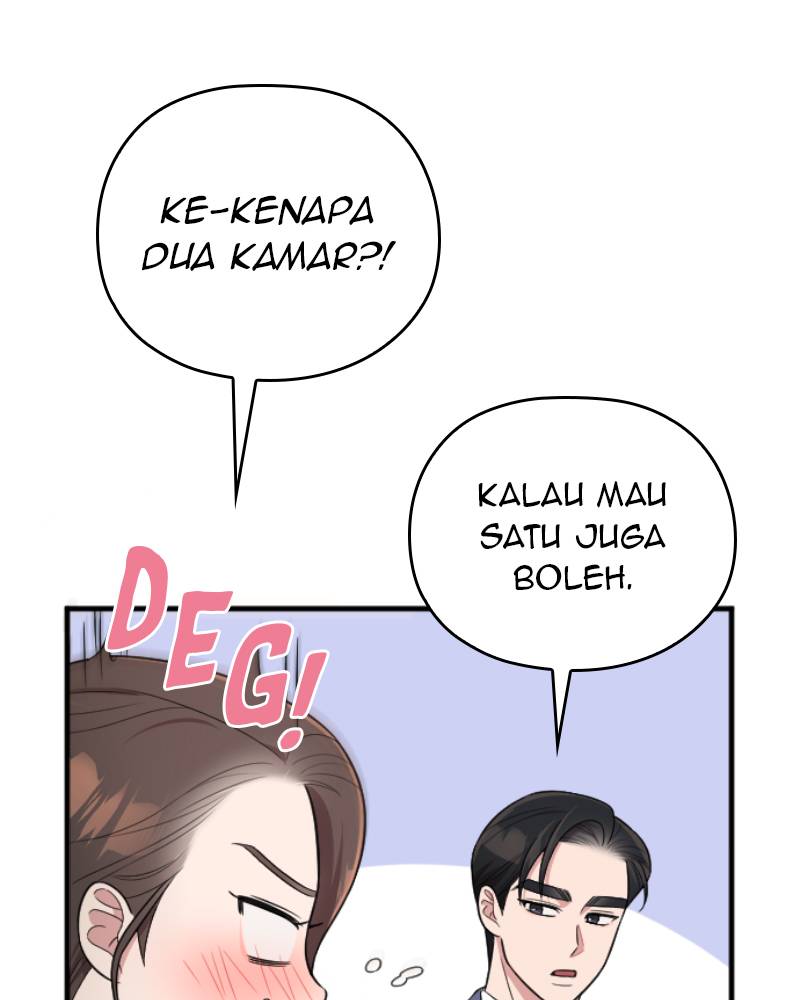 KE-KENAPA
DUA KAMAR?!
KALAU MAU
SATU JUGA
BOLEH.
DEG!